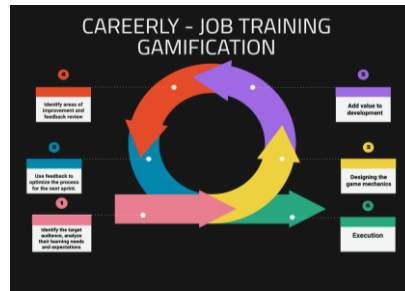 CAREERLY - JOB TRAINING
GAMIFICATION
Identify areas of
improvement and
feedback review
Add value to
development
Use feedback to
optimize the process
for the next sprint.
Designing the
game mechanics
Identify the target
audience, analyze
their learning needs
and expectations
Execution